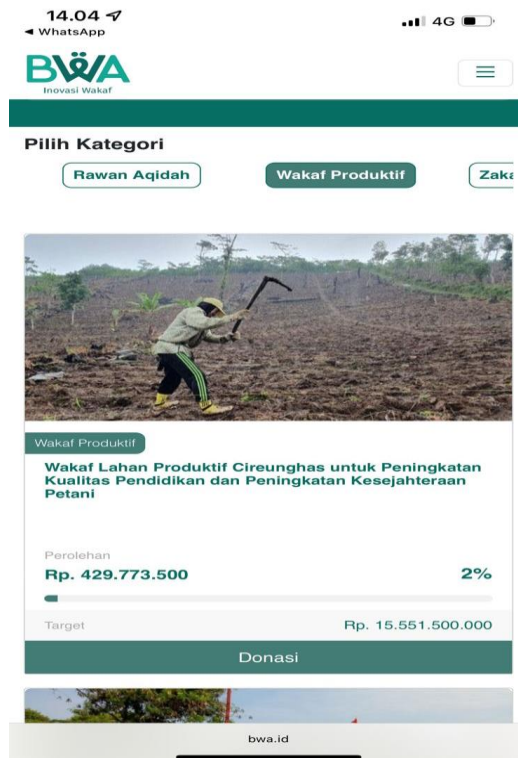 14.04
4G
◄ WhatsApp
BWA
Inovasi Wakaf
Pilih Kategori
Rawan Aqidah
Wakaf Produktif
Zaka
Wakaf Produktif
Wakaf Lahan Produktif Cireunghas untuk Peningkatan
Kualitas Pendidikan dan Peningkatan Kesejahteraan
Petani
Perolehan
Rp. 429.773.500
2%
Target
Rp. 15.551.500.000
Donasi
bwa.id